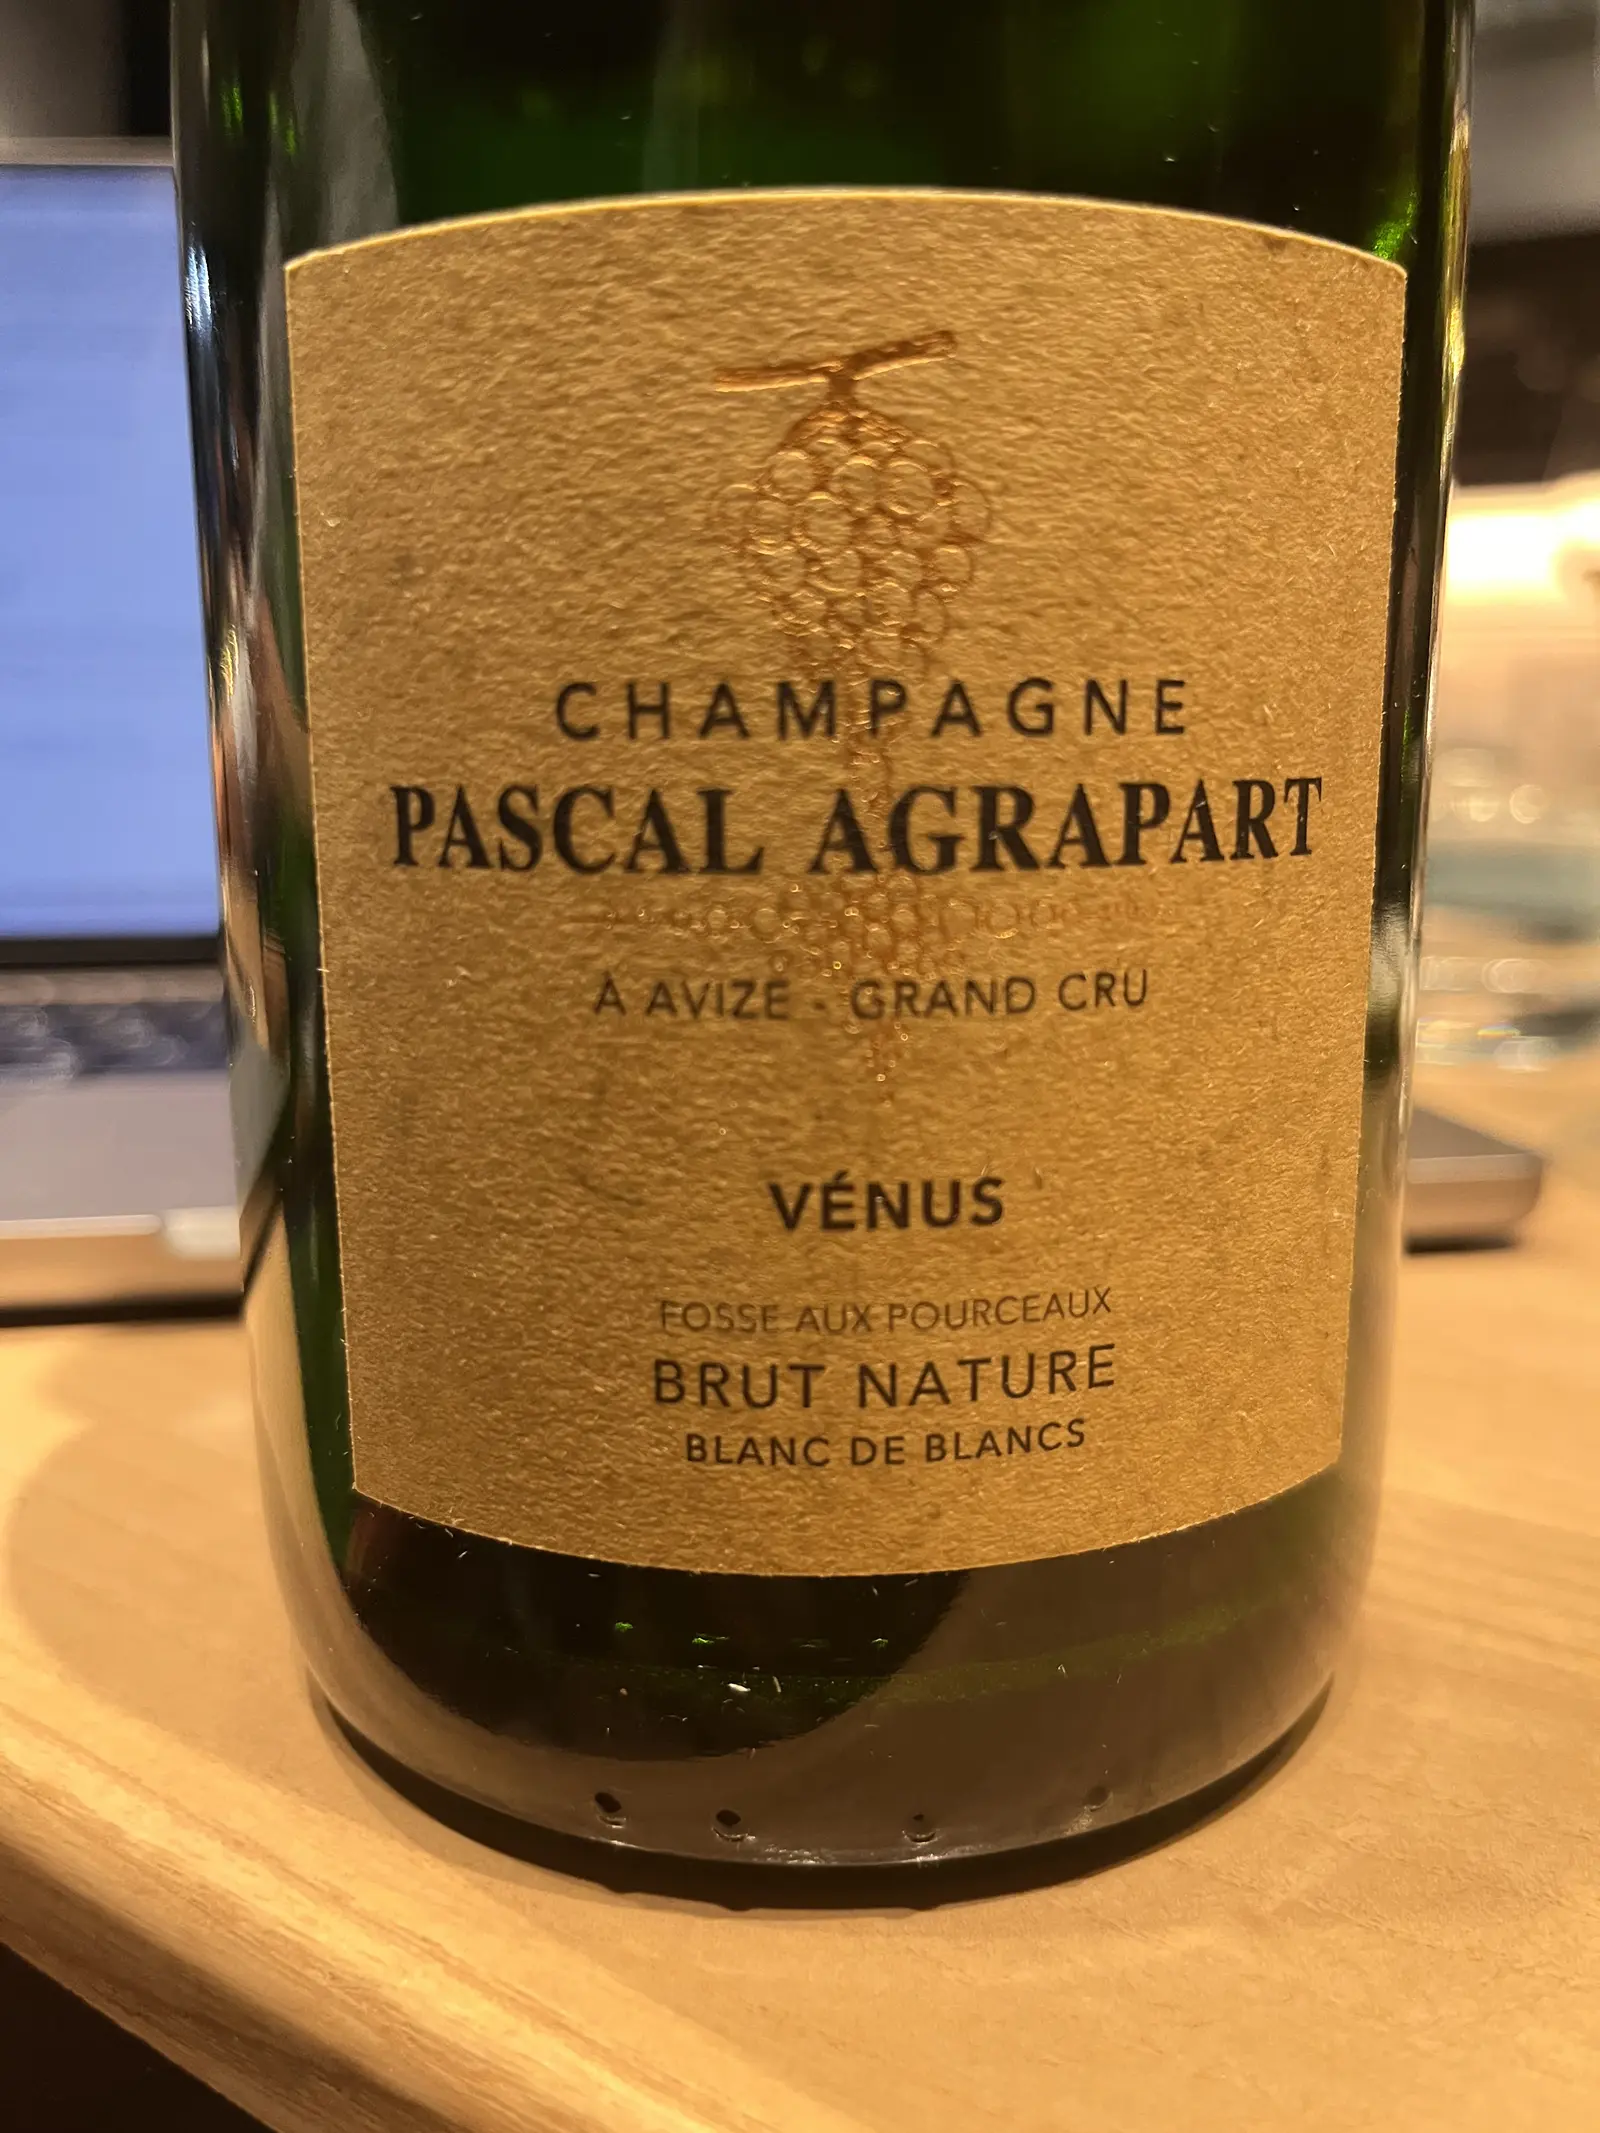 CHAMPAGNE
PASCAL AGRAPART
À AVIZE - GRAND CRU
VÉNUS
FOSSE AUX POURCEAUX
BRUT NATURE
BLANC DE BLANCS